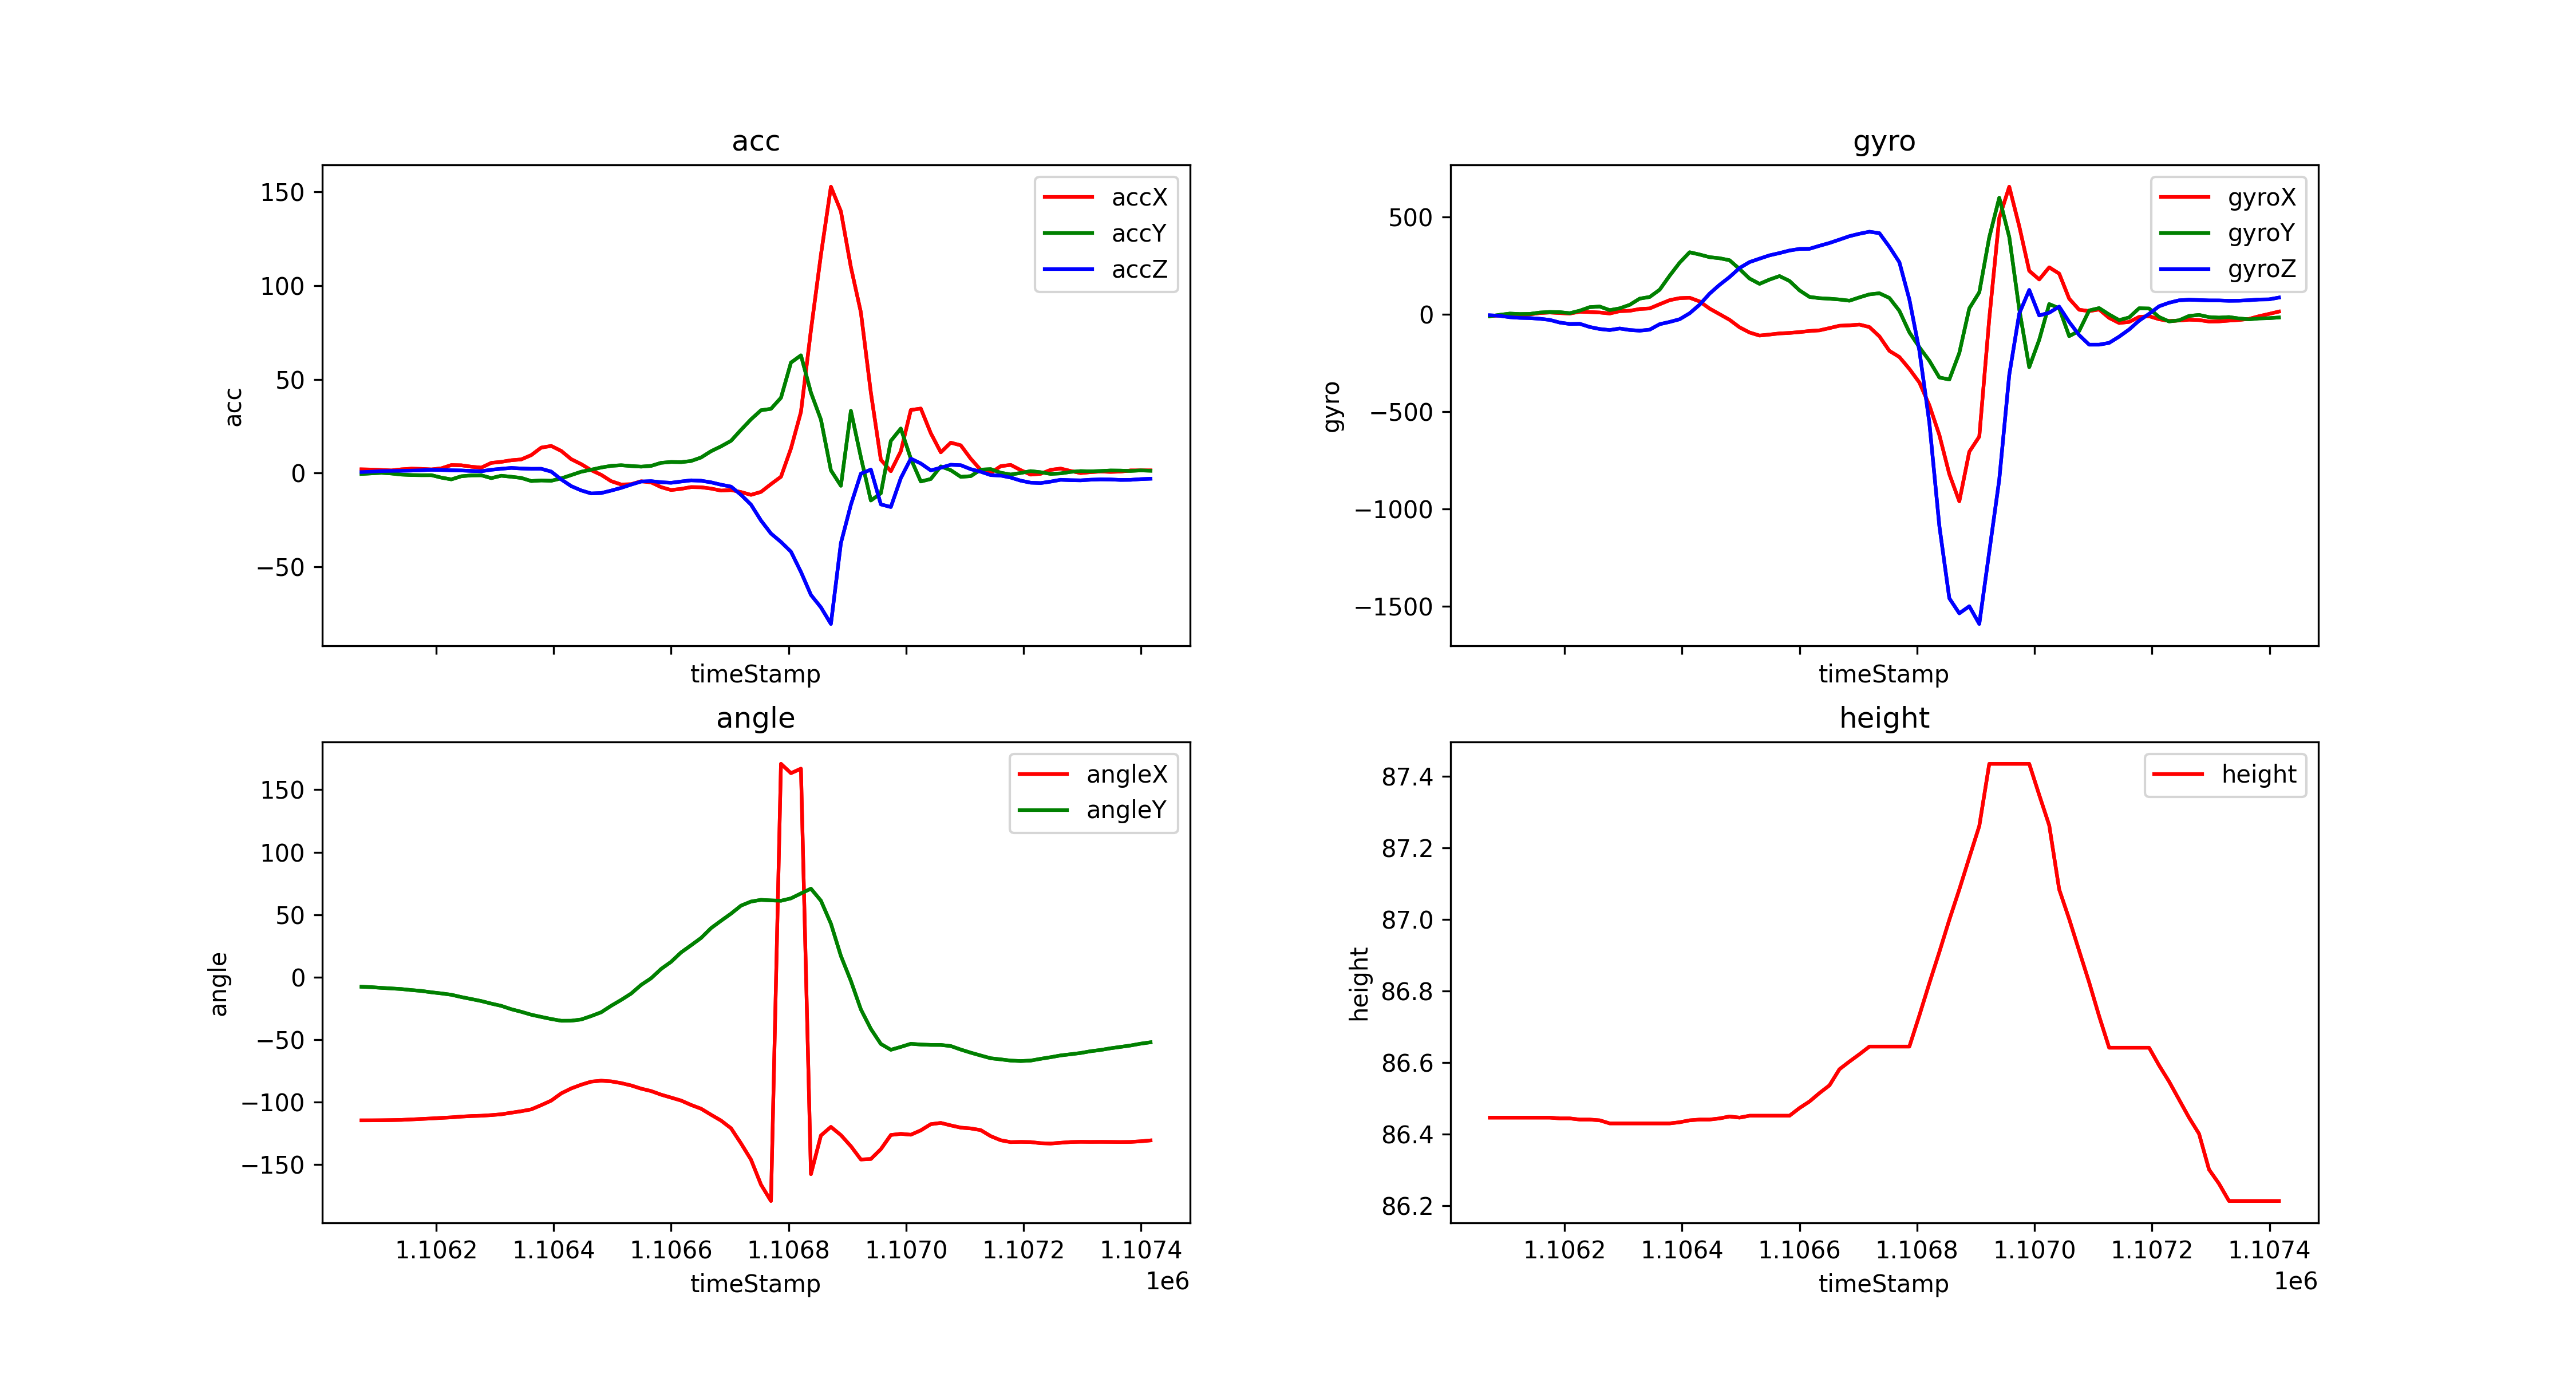 acc
150
100
50
0
−50
acc
timeStamp
accX
accY
accZ
gyro
500
0
−500
−1000
−1500
gyro
timeStamp
gyroX
gyroY
gyroZ
angle
150
100
50
0
−50
−100
−150
angle
angleX
angleY
1.1062 1.1064 1.1066 1.1068 1.1070 1.1072 1.1074
timeStamp
1e6
height
87.4
87.2
87.0
86.8
86.6
86.4
86.2
height
height
1.1062 1.1064 1.1066 1.1068 1.1070 1.1072 1.1074
timeStamp
1e6